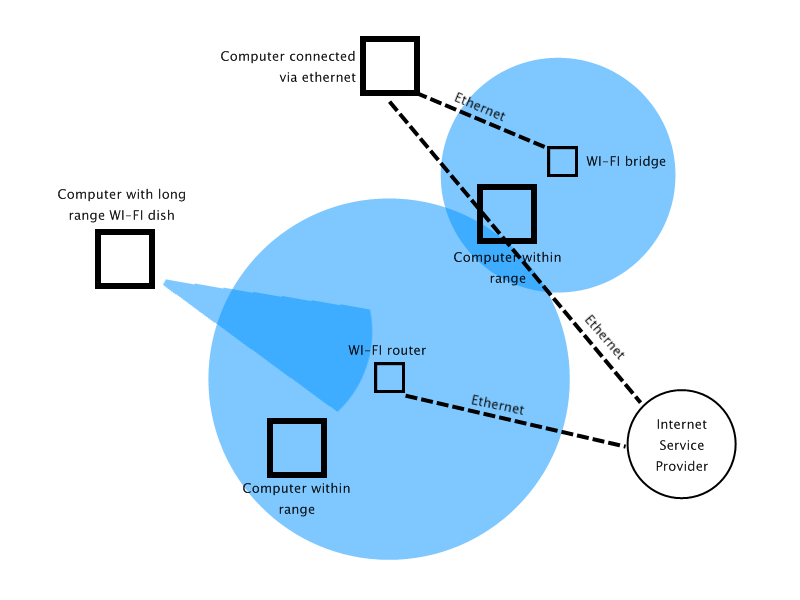 Computer connected
via ethernet
Ethernet
WI-FI bridge
Computer with long
range WI-FI dish
Computer within
range
Ethernet
WI-FI router
Ethernet
Internet
Service
Provider
Computer within
range